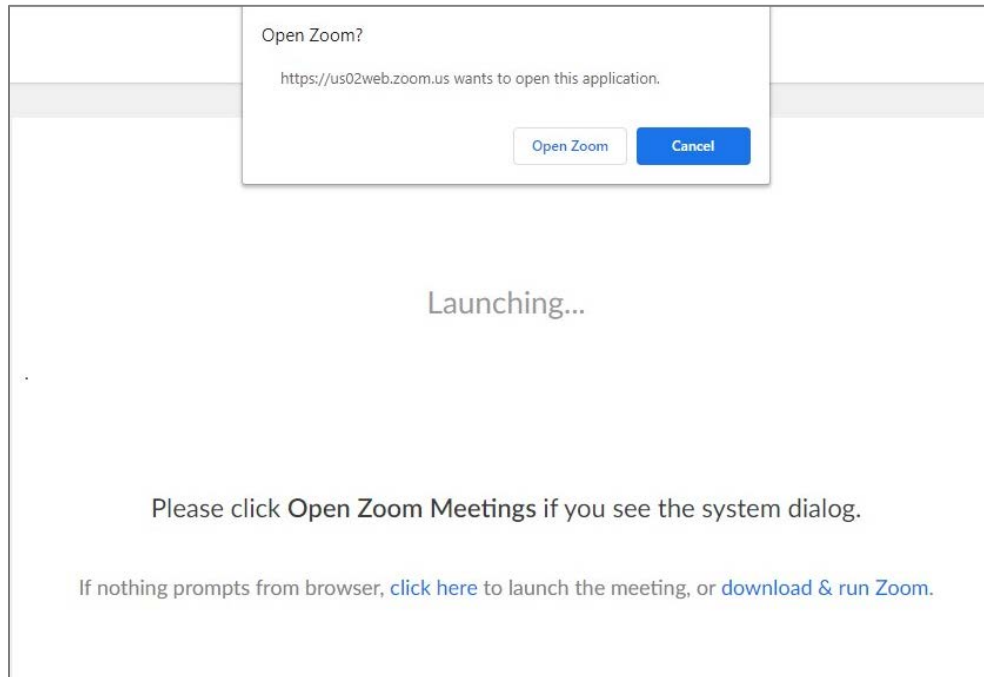 Open Zoom?
https://us02web.zoom.us wants to open this application.
Open Zoom Cancel
Launching...
.
Please click Open Zoom Meetings if you see the system dialog.
If nothing prompts from browser, click here to launch the meeting, or download & run Zoom.